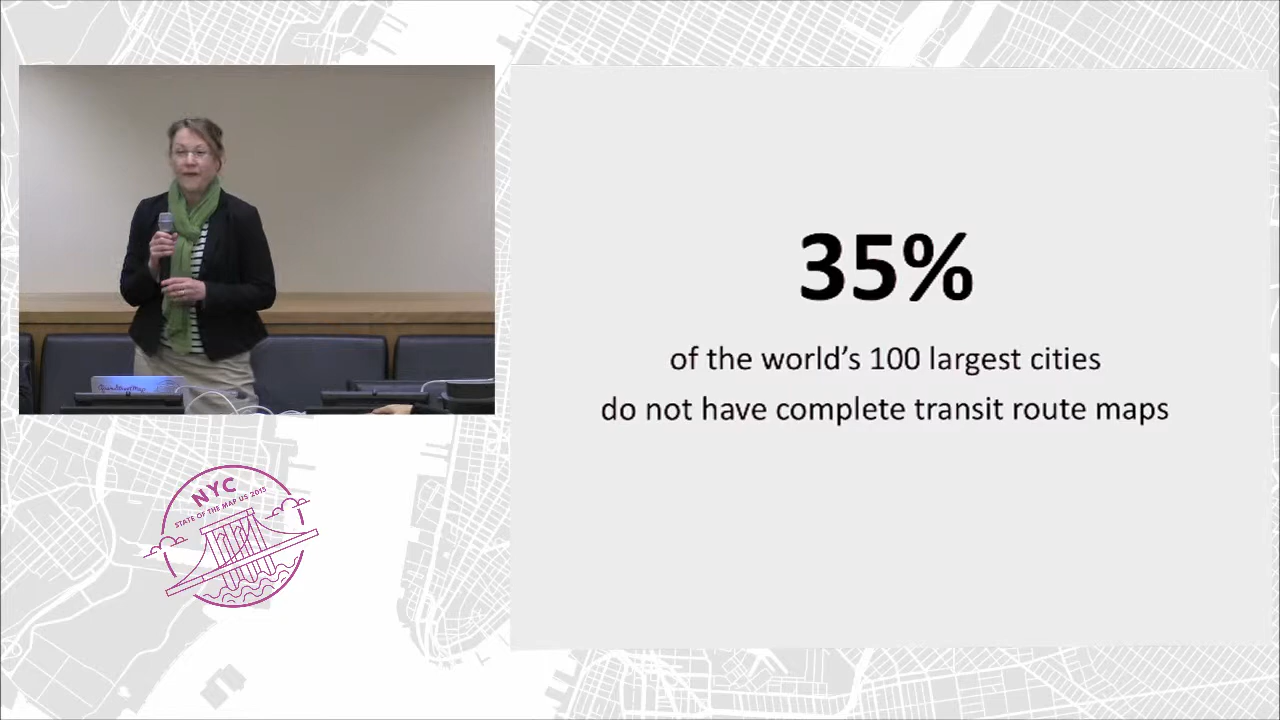 35%
of the world's 100 largest cities
do not have complete transit route maps
NYC
STATE OF THE MAP US 2015
OpenStreetMap